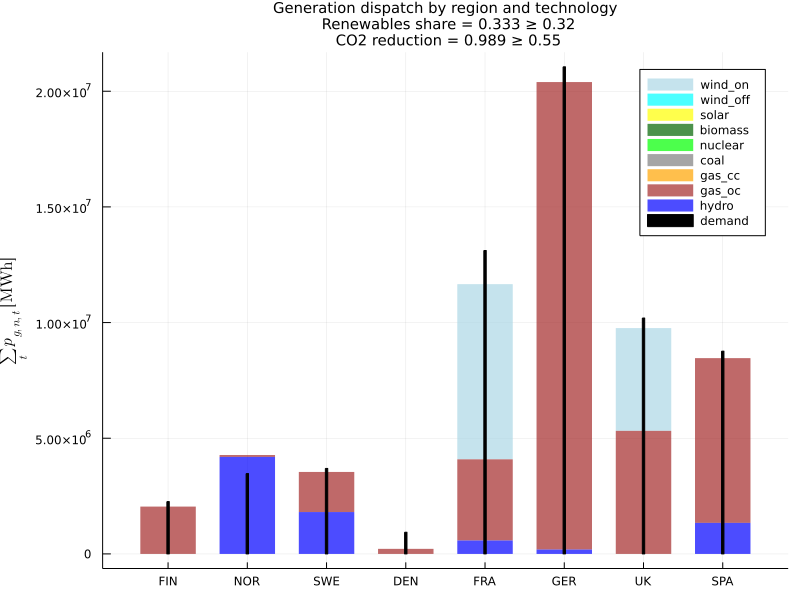 Generation dispatch by region and technology
Renewables share = 0.333 ≥ 0.32
CO2 reduction = 0.989 ≥ 0.55
2.00×10⁷
1.50×10⁷
1.00×10⁷
5.00×10⁶
0
∑ₜ p g, n, t [MWh]
wind_on
wind_off
solar
biomass
nuclear
coal
gas_cc
gas_oc
hydro
demand
FIN NOR SWE DEN FRA GER UK SPA